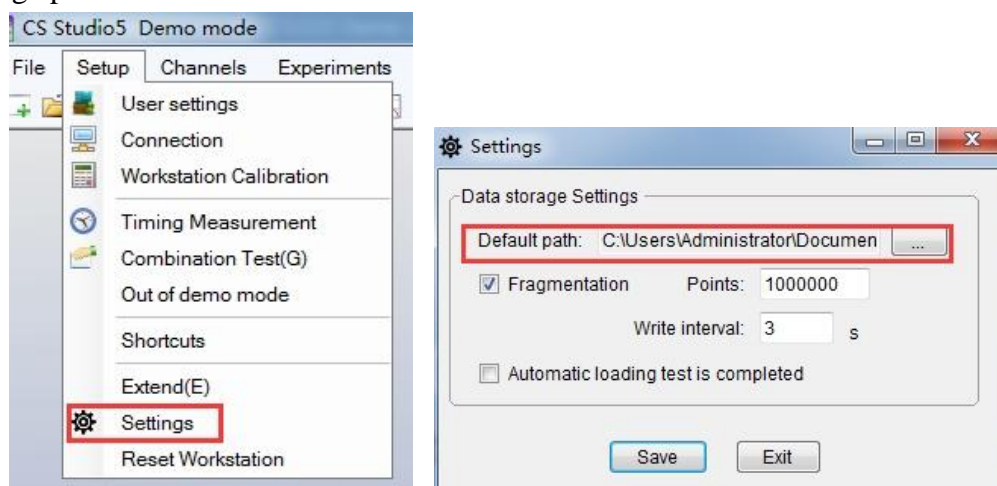 CS Studio5 Demo mode
File Setup Channels Experiments
User settings
Connection
Workstation Calibration
Timing Measurement
Combination Test(G)
Out of demo mode
Shortcuts
Extend(E)
Settings
Reset Workstation
Settings
Data storage Settings
Default path: C:\Users\Administrator\Documen ...
Fragmentation Points: 1000000
Write interval: 3 s
Automatic loading test is completed
Save Exit